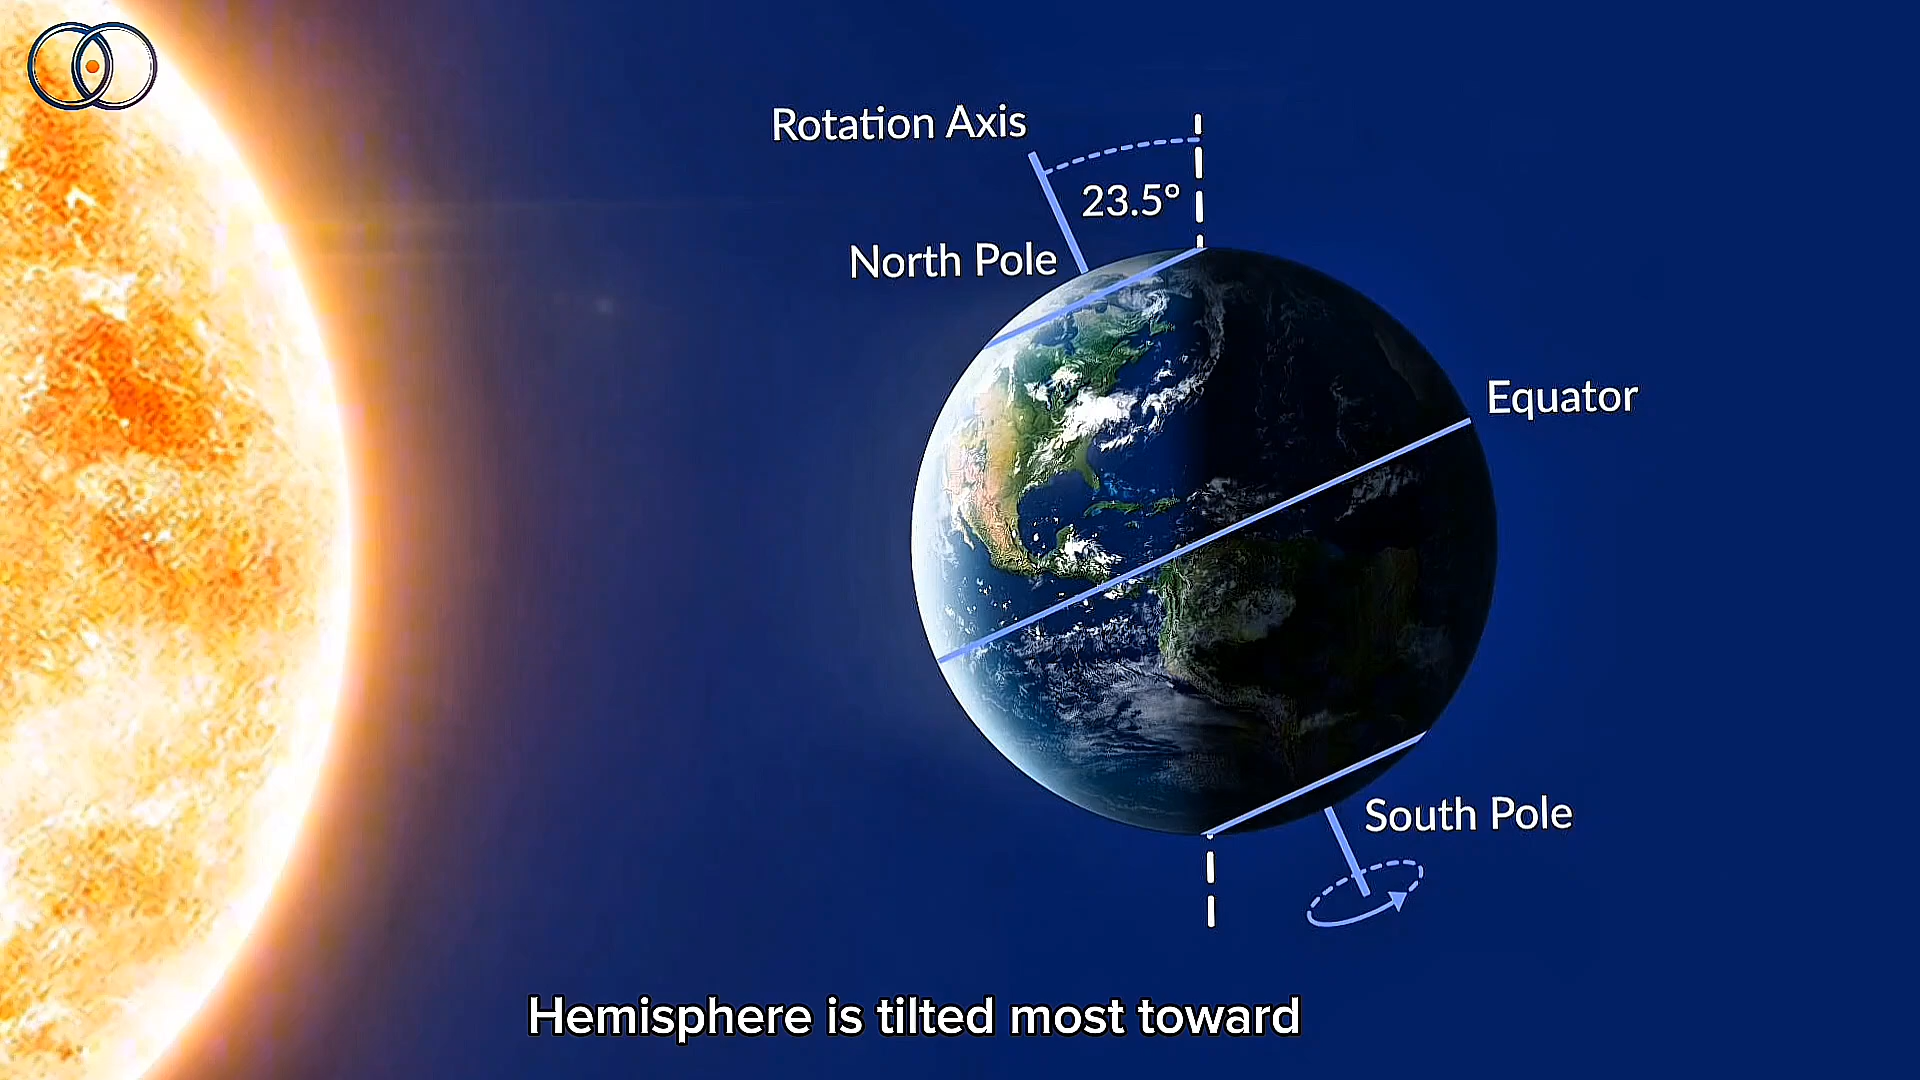 Rotation Axis
23.5°
North Pole
Equator
South Pole
Hemisphere is tilted most toward